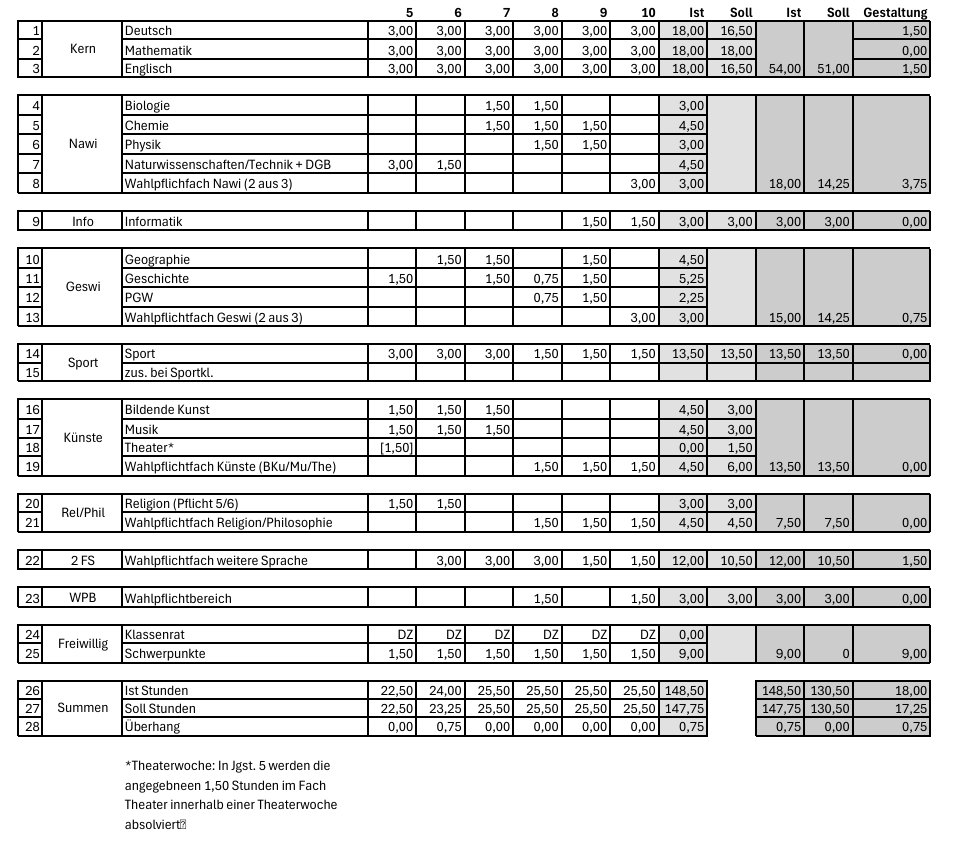 5 6 7 8 9 10 Ist Soll Ist Soll Gestaltung
1 Kern Deutsch 3,00 3,00 3,00 3,00 3,00 3,00 18,00 16,50 1,50
2 Mathematik 3,00 3,00 3,00 3,00 3,00 3,00 18,00 18,00 0,00
3 Englisch 3,00 3,00 3,00 3,00 3,00 3,00 18,00 16,50 54,00 51,00 1,50
4 Nawi Biologie 1,50 1,50 3,00
5 Chemie 1,50 1,50 1,50 4,50
6 Physik 1,50 1,50 3,00
7 Naturwissenschaften/Technik + DGB 3,00 1,50 4,50
8 Wahlpflichfach Nawi (2 aus 3) 3,00 3,00 18,00 14,25 3,75
9 Info Informatik 1,50 1,50 3,00 3,00 3,00 3,00 0,00
10 Geswi Geographie 1,50 1,50 1,50 4,50
11 Geschichte 1,50 1,50 0,75 1,50 5,25
12 PGW 0,75 1,50 2,25
13 Wahlpflichtfach Geswi (2 aus 3) 3,00 3,00 15,00 14,25 0,75
14 Sport Sport 3,00 3,00 3,00 1,50 1,50 1,50 13,50 13,50 13,50 13,50 0,00
15 zus. bei Sportkl.
16 Künste Bildende Kunst 1,50 1,50 1,50 4,50 3,00
17 Musik 1,50 1,50 1,50 4,50 3,00
18 Theater* [1,50] 0,00 1,50
19 Wahlpflichtfach Künste (BKu/Mu/The) 1,50 1,50 1,50 4,50 6,00 13,50 13,50 0,00
20 Rel/Phil Religion (Pflicht 5/6) 1,50 1,50 3,00 3,00
21 Wahlpflichtfach Religion/Philosophie 1,50 1,50 1,50 4,50 4,50 7,50 7,50 0,00
22 2 FS Wahlpflichtfach weitere Sprache 3,00 3,00 3,00 1,50 1,50 12,00 10,50 12,00 10,50 1,50
23 WPB Wahlpflichtbereich 1,50 1,50 3,00 3,00 3,00 3,00 0,00
24 Freiwillig Klassenrat DZ DZ DZ DZ DZ DZ 0,00
25 Schwerpunkte 1,50 1,50 1,50 1,50 1,50 1,50 9,00 9,00 0 9,00
26 Summen Ist Stunden 22,50 24,00 25,50 25,50 25,50 25,50 148,50 148,50 130,50 18,00
27 Soll Stunden 22,50 23,25 25,50 25,50 25,50 25,50 147,75 147,75 130,50 17,25
28 Überhang 0,00 0,75 0,00 0,00 0,00 0,00 0,75 0,75 0,00 0,75
*Theaterwoche: In Jgst. 5 werden die
angegebneen 1,50 Stunden im Fach
Theater innerhalb einer Theaterwoche
absolviert